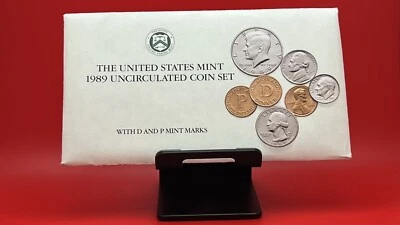 THE UNITED STATES MINT
1989 UNCIRCULATED COIN SET
P
D
WITH D AND P MINT MARKS